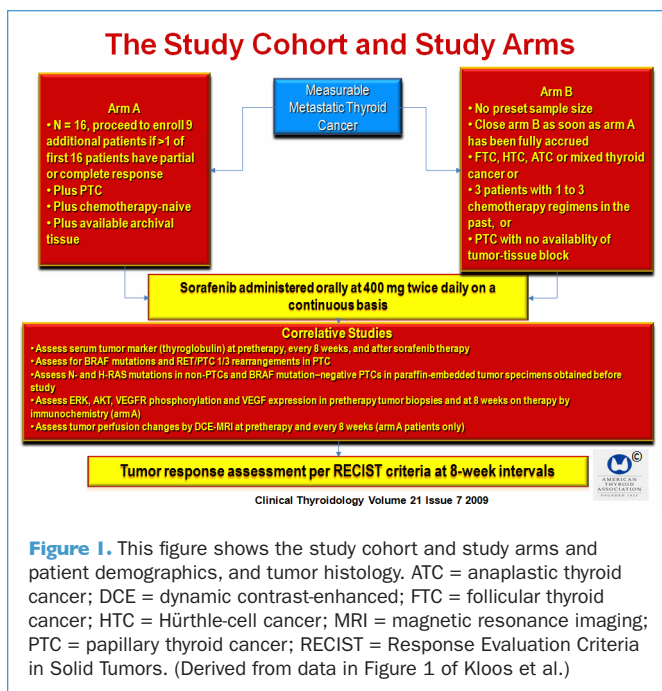 The Study Cohort and Study Arms
Arm A
• N = 16, proceed to enroll 9
additional patients if >1 of
first 16 patients have partial
or complete response
• Plus PTC
• Plus chemotherapy-naive
• Plus available archival
tissue
Measurable
Metastatic Thyroid
Cancer
Arm B
• No preset sample size
• Close arm B as soon as arm A
has been fully accrued
• FTC, HTC, ATC or mixed thyroid
cancer or
• 3 patients with 1 to 3
chemotherapy regimens in the
past, or
• PTC with no availablity of
tumor-tissue block
Sorafenib administered orally at 400 mg twice daily on a
continuous basis
Correlative Studies
• Assess serum tumor marker (thyroglobulin) at pretherapy, every 8 weeks, and after sorafenib therapy
• Assess for BRAF mutations and RET/PTC 1/3 rearrangements in PTC
• Assess N- and H-RAS mutations in non-PTCs and BRAF mutation–negative PTCs in paraffin-embedded tumor specimens obtained before
study
• Assess ERK, AKT, VEGFR phosphorylation and VEGF expression in pretherapy tumor biopsies and at 8 weeks on therapy by
immunochemistry (arm A)
• Assess tumor perfusion changes by DCE-MRI at pretherapy and every 8 weeks (arm A patients only)
Tumor response assessment per RECIST criteria at 8-week intervals
©
AMERICAN
THYROID
ASSOCIATION
FOUNDED 1923
Clinical Thyroidology Volume 21 Issue 7 2009
Figure 1. This figure shows the study cohort and study arms and
patient demographics, and tumor histology. ATC = anaplastic thyroid
cancer; DCE = dynamic contrast-enhanced; FTC = follicular thyroid
cancer; HTC = Hürthle-cell cancer; MRI = magnetic resonance imaging;
PTC = papillary thyroid cancer; RECIST = Response Evaluation Criteria
in Solid Tumors. (Derived from data in Figure 1 of Kloos et al.)